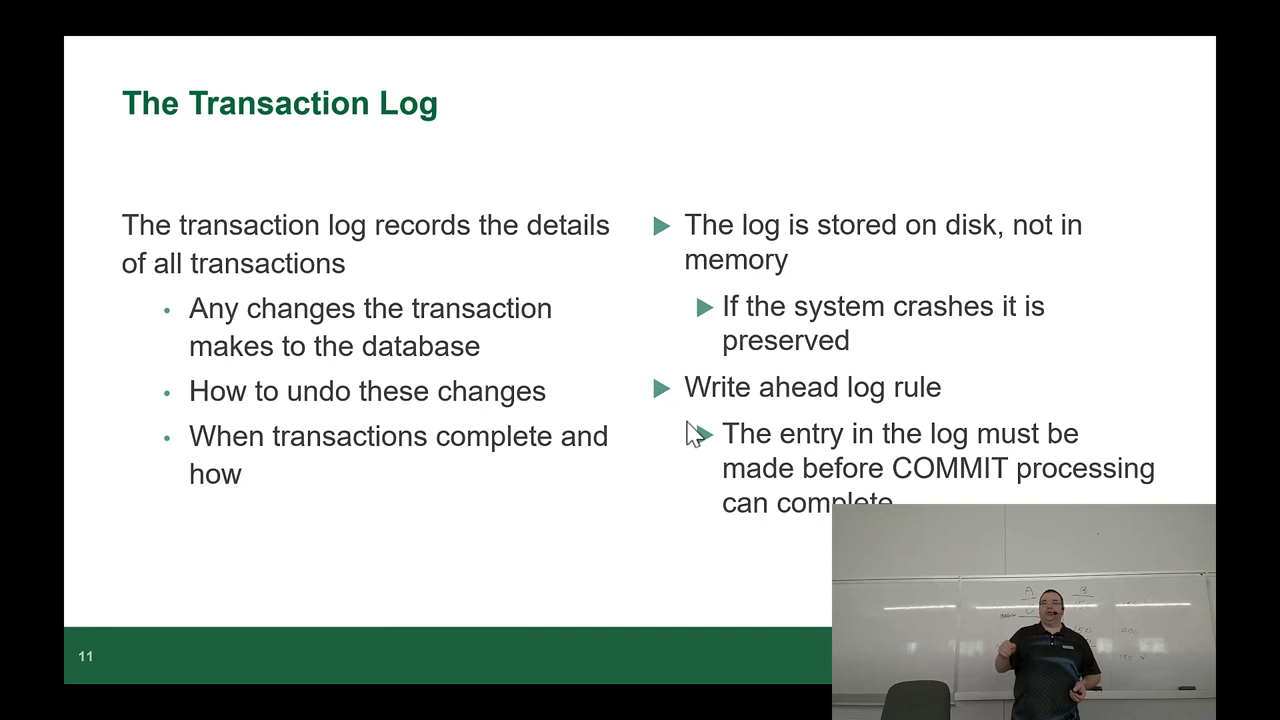 The Transaction Log
The transaction log records the details
of all transactions
• Any changes the transaction
makes to the database
• How to undo these changes
• When transactions complete and
how
The log is stored on disk, not in
memory
If the system crashes it is
preserved
Write ahead log rule
The entry in the log must be
made before COMMIT processing
can complete
A B
11